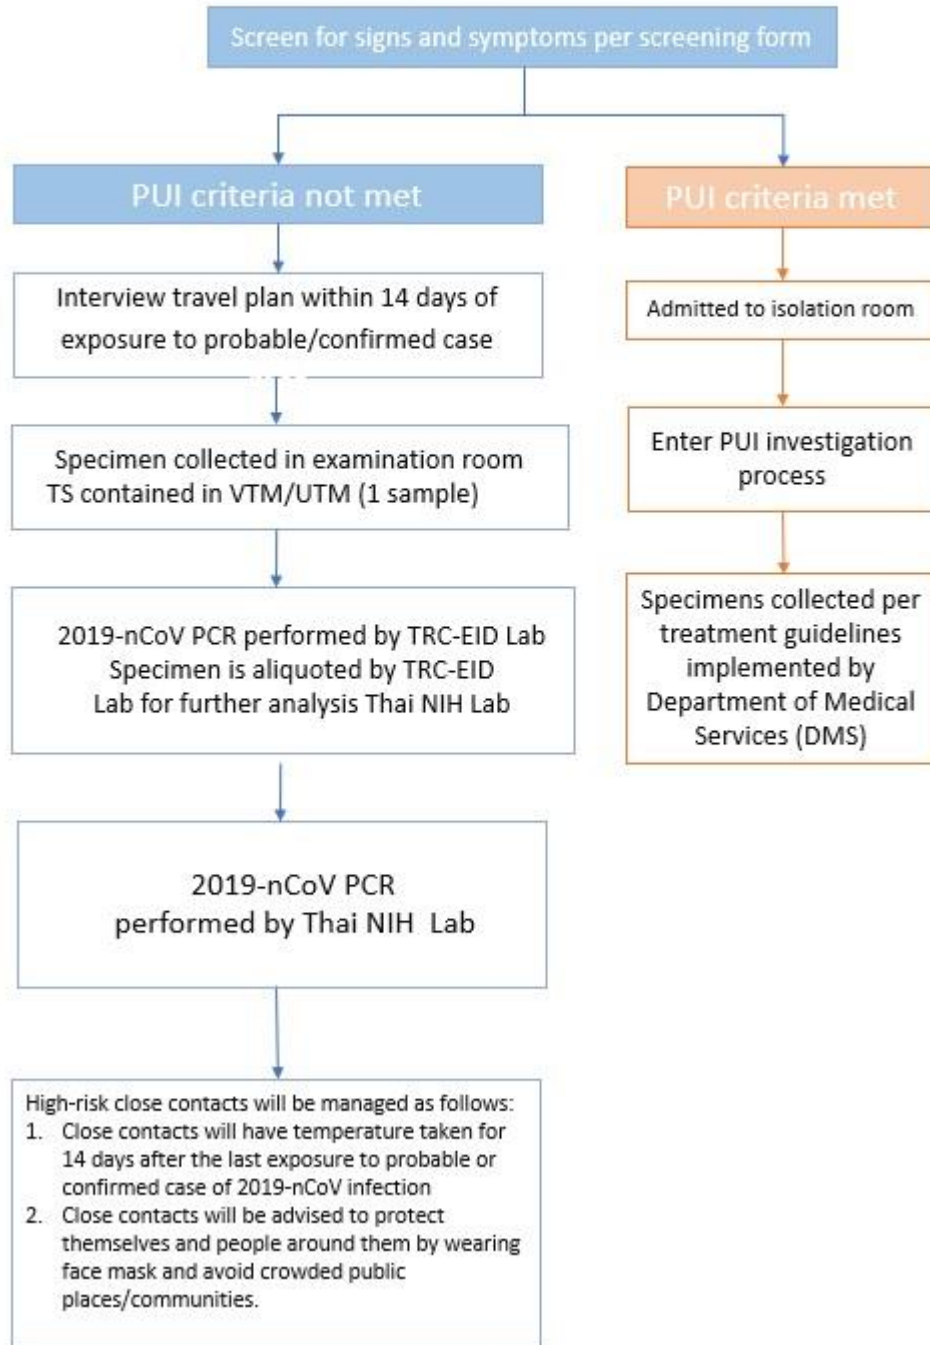 Screen for signs and symptoms per screening form
PUI criteria not met
PUI criteria met
Interview travel plan within 14 days of
exposure to probable/confirmed case
Admitted to isolation room
Specimen collected in examination room
TS contained in VTM/UTM (1 sample)
Enter PUI investigation
process
2019-nCoV PCR performed by TRC-EID Lab
Specimen is aliquoted by TRC-EID
Lab for further analysis Thai NIH Lab
Specimens collected per
treatment guidelines
implemented by
Department of Medical
Services (DMS)
2019-nCoV PCR
performed by Thai NIH Lab
High-risk close contacts will be managed as follows:
1. Close contacts will have temperature taken for
14 days after the last exposure to probable or
confirmed case of 2019-nCoV infection
2. Close contacts will be advised to protect
themselves and people around them by wearing
face mask and avoid crowded public
places/communities.